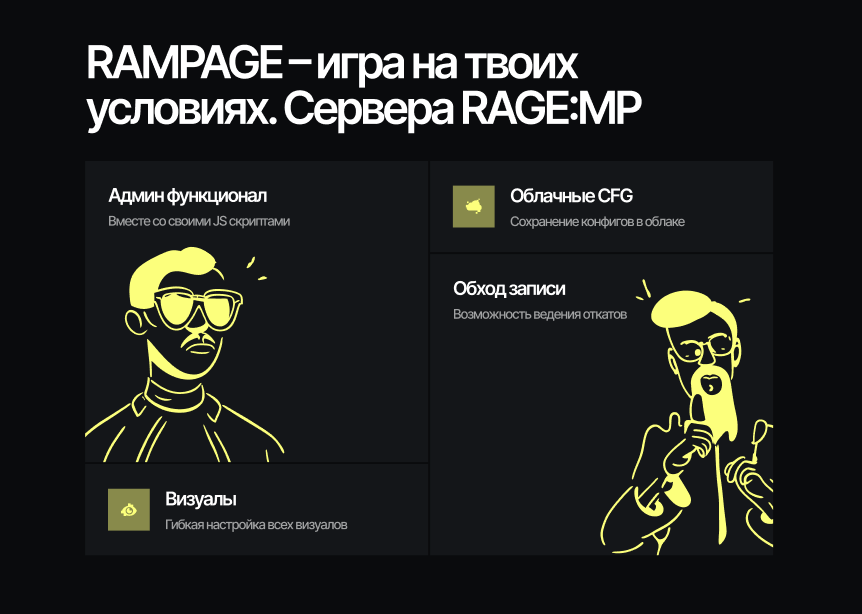 RAMPAGE – игра на твоих
условиях. Сервера RAGE:MP
Админ функционал
Вместе со своими JS скриптами
Облачные CFG
Сохранение конфигов в облаке
Обход записи
Возможность ведения откатов
Визуалы
Гибкая настройка всех визуалов